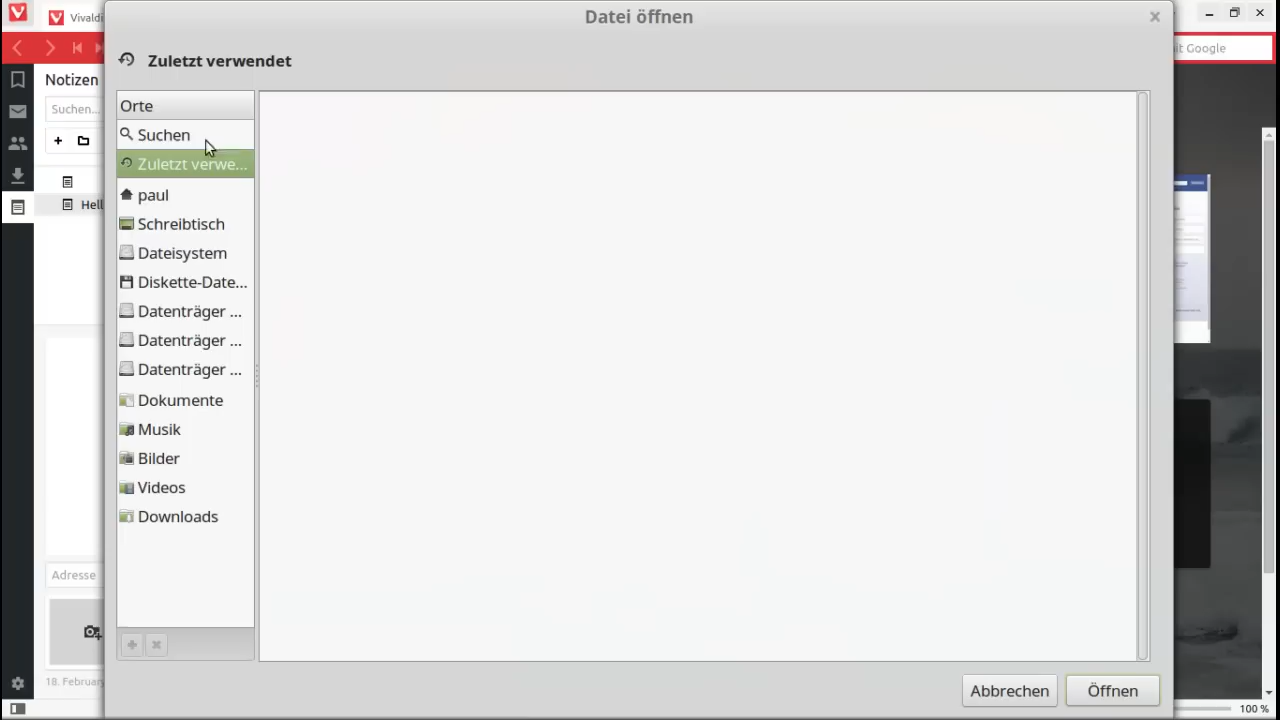 Datei öffnen
Vivaldi
Zuletzt verwendet
it Google
Notizen
Suchen...
Orte
Suchen
Zuletzt verwe...
paul
Hell
Schreibtisch
Dateisystem
Diskette-Date...
Datenträger ...
Datenträger ...
Datenträger ...
Dokumente
Musik
Bilder
Videos
Downloads
Adresse
18. February
Abbrechen
Öffnen
100 %